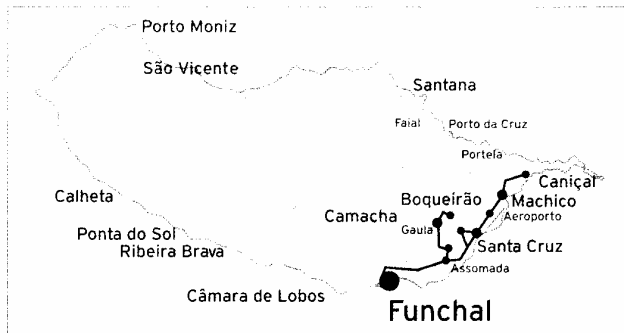 Porto Moniz
São Vicente
Santana
Faial
Porto da Cruz
Portela
Caniçal
Boqueirão
Machico
Calheta
Camacha
Aeroporto
Gaula
Ponta do Sol
Santa Cruz
Ribeira Brava
Assomada
Câmara de Lobos
Funchal